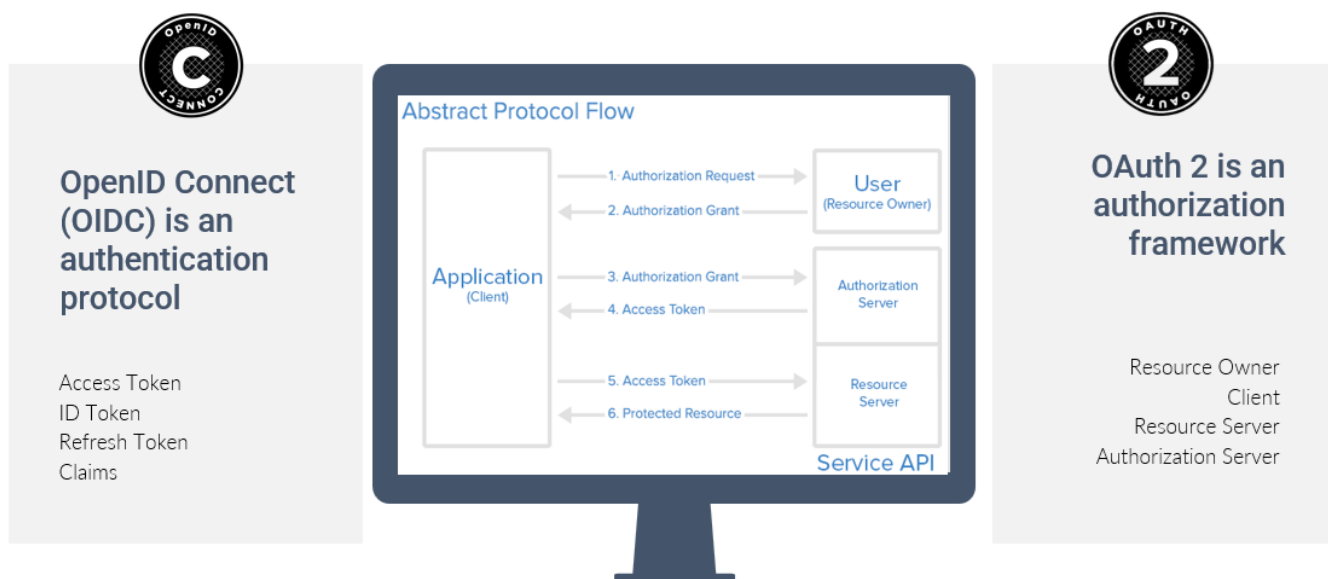 OpenID
C
CONNECT
OpenID Connect
(OIDC) is an
authentication
protocol
Access Token
ID Token
Refresh Token
Claims
Abstract Protocol Flow
Application
(Client)
1. Authorization Request
2. Authorization Grant
3. Authorization Grant
4. Access Token
5. Access Token
6. Protected Resource
User
(Resource Owner)
Authorization
Server
Resource
Server
Service API
OAUTH
2
OAUTH
OAuth 2 is an
authorization
framework
Resource Owner
Client
Resource Server
Authorization Server